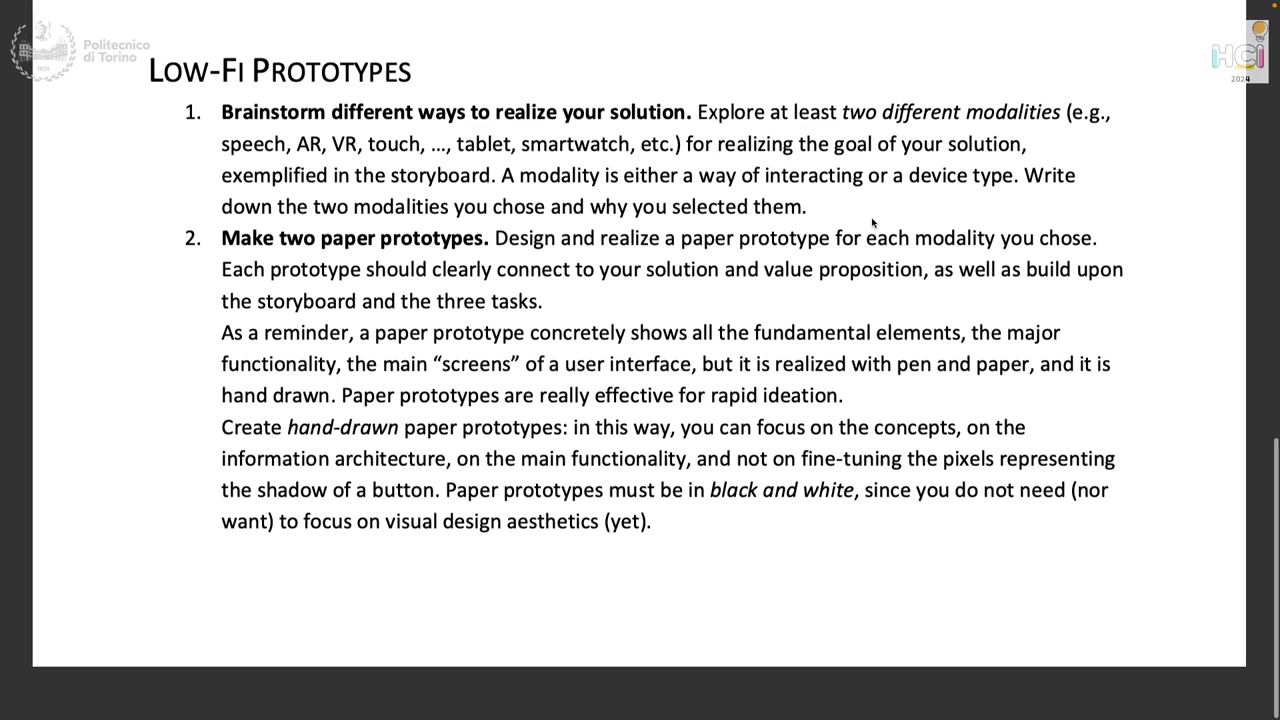 Politecnico
di Torino
1859
HCI
2024
LOW-FI PROTOTYPES
1. Brainstorm different ways to realize your solution. Explore at least two different modalities (e.g.,
speech, AR, VR, touch, …, tablet, smartwatch, etc.) for realizing the goal of your solution,
exemplified in the storyboard. A modality is either a way of interacting or a device type. Write
down the two modalities you chose and why you selected them.
2. Make two paper prototypes. Design and realize a paper prototype for each modality you chose.
Each prototype should clearly connect to your solution and value proposition, as well as build upon
the storyboard and the three tasks.
As a reminder, a paper prototype concretely shows all the fundamental elements, the major
functionality, the main “screens” of a user interface, but it is realized with pen and paper, and it is
hand drawn. Paper prototypes are really effective for rapid ideation.
Create hand-drawn paper prototypes: in this way, you can focus on the concepts, on the
information architecture, on the main functionality, and not on fine-tuning the pixels representing
the shadow of a button. Paper prototypes must be in black and white, since you do not need (nor
want) to focus on visual design aesthetics (yet).